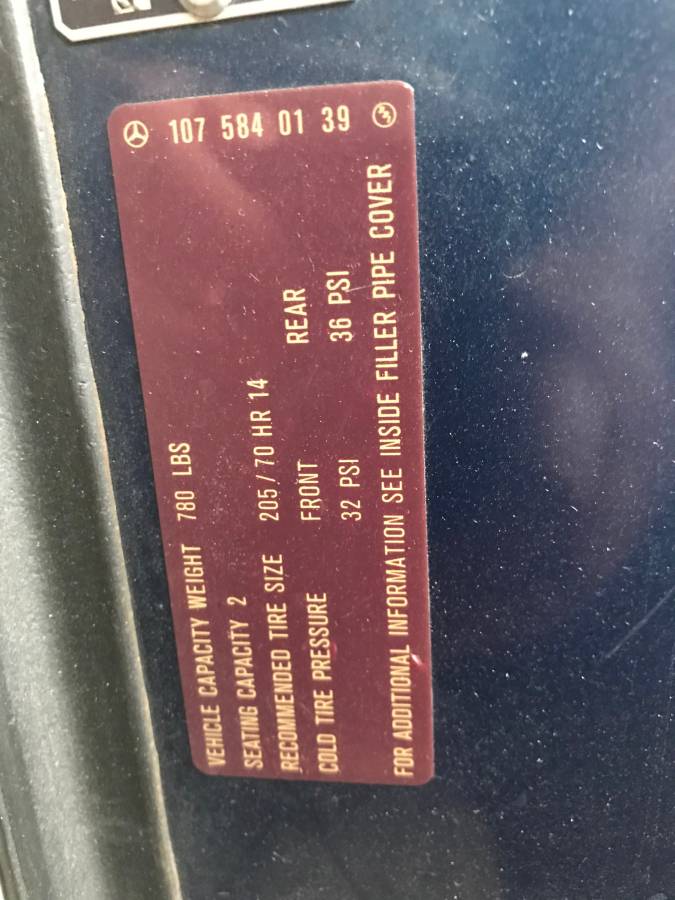 107 584 01 39
VEHICLE CAPACITY WEIGHT 780 LBS
SEATING CAPACITY 2
RECOMMENDED TIRE SIZE 205/70 HR 14
FRONT REAR
COLD TIRE PRESSURE 32 PSI 36 PSI
FOR ADDITIONAL INFORMATION SEE INSIDE FILLER PIPE COVER